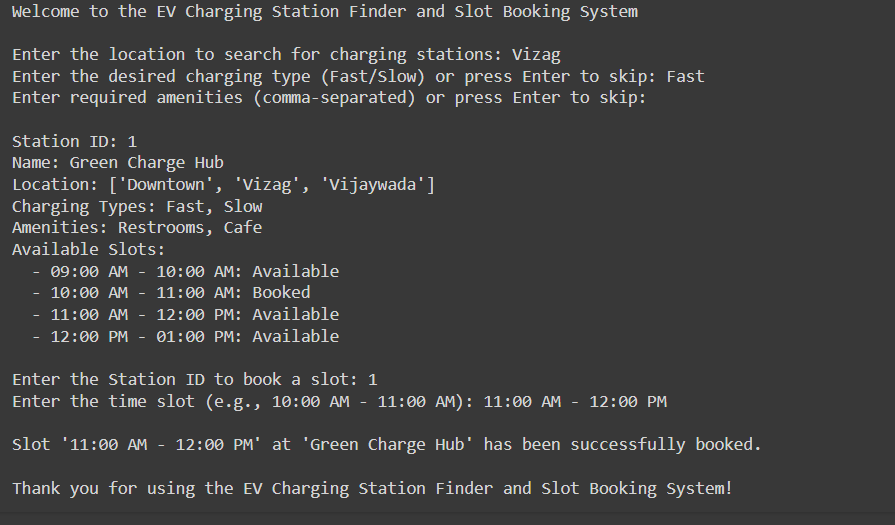 Welcome to the EV Charging Station Finder and Slot Booking System
Enter the location to search for charging stations: Vizag
Enter the desired charging type (Fast/Slow) or press Enter to skip: Fast
Enter required amenities (comma-separated) or press Enter to skip:
Station ID: 1
Name: Green Charge Hub
Location: ['Downtown', 'Vizag', 'Vijaywada']
Charging Types: Fast, Slow
Amenities: Restrooms, Cafe
Available Slots:
  - 09:00 AM - 10:00 AM: Available
  - 10:00 AM - 11:00 AM: Booked
  - 11:00 AM - 12:00 PM: Available
  - 12:00 PM - 01:00 PM: Available
Enter the Station ID to book a slot: 1
Enter the time slot (e.g., 10:00 AM - 11:00 AM): 11:00 AM - 12:00 PM
Slot '11:00 AM - 12:00 PM' at 'Green Charge Hub' has been successfully booked.
Thank you for using the EV Charging Station Finder and Slot Booking System!